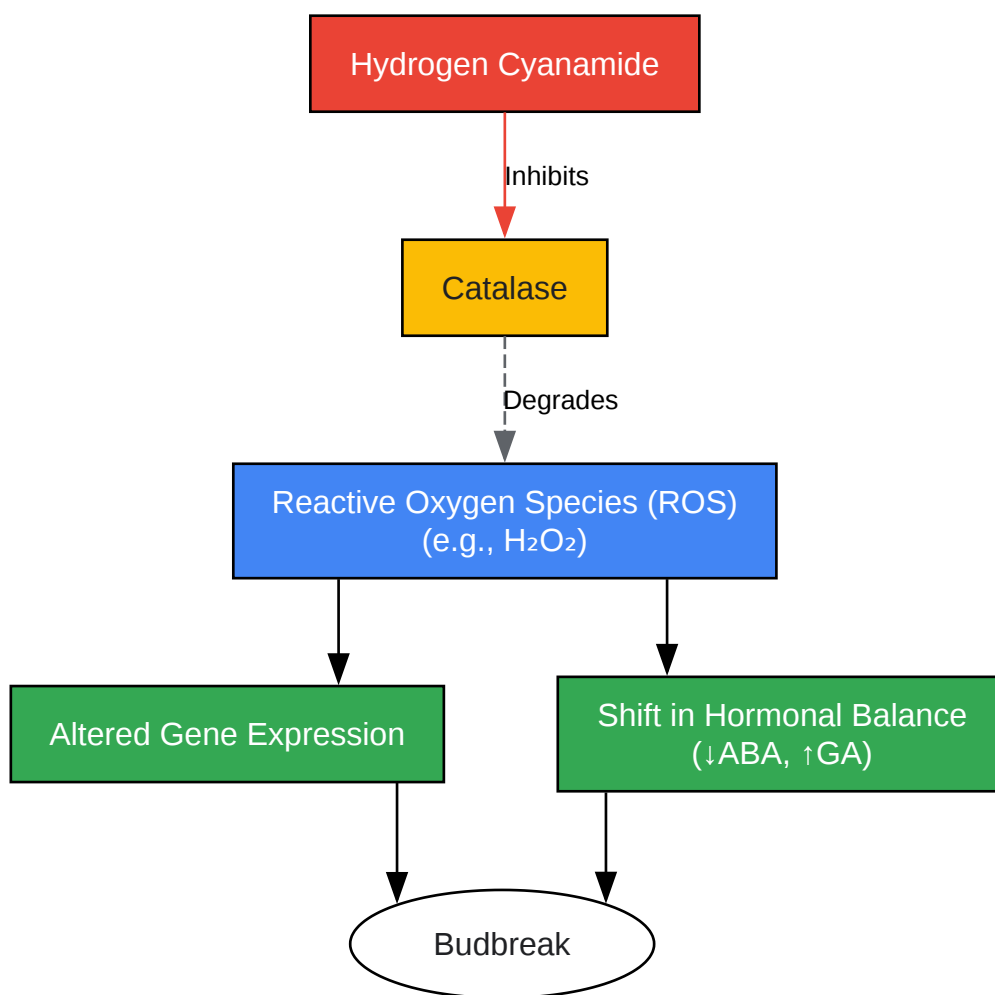 Hydrogen Cyanamide
Inhibits
Catalase
Degrades
Reactive Oxygen Species (ROS)
(e.g., H₂O₂)
Altered Gene Expression
Shift in Hormonal Balance
(↓ABA, ↑GA)
Budbreak